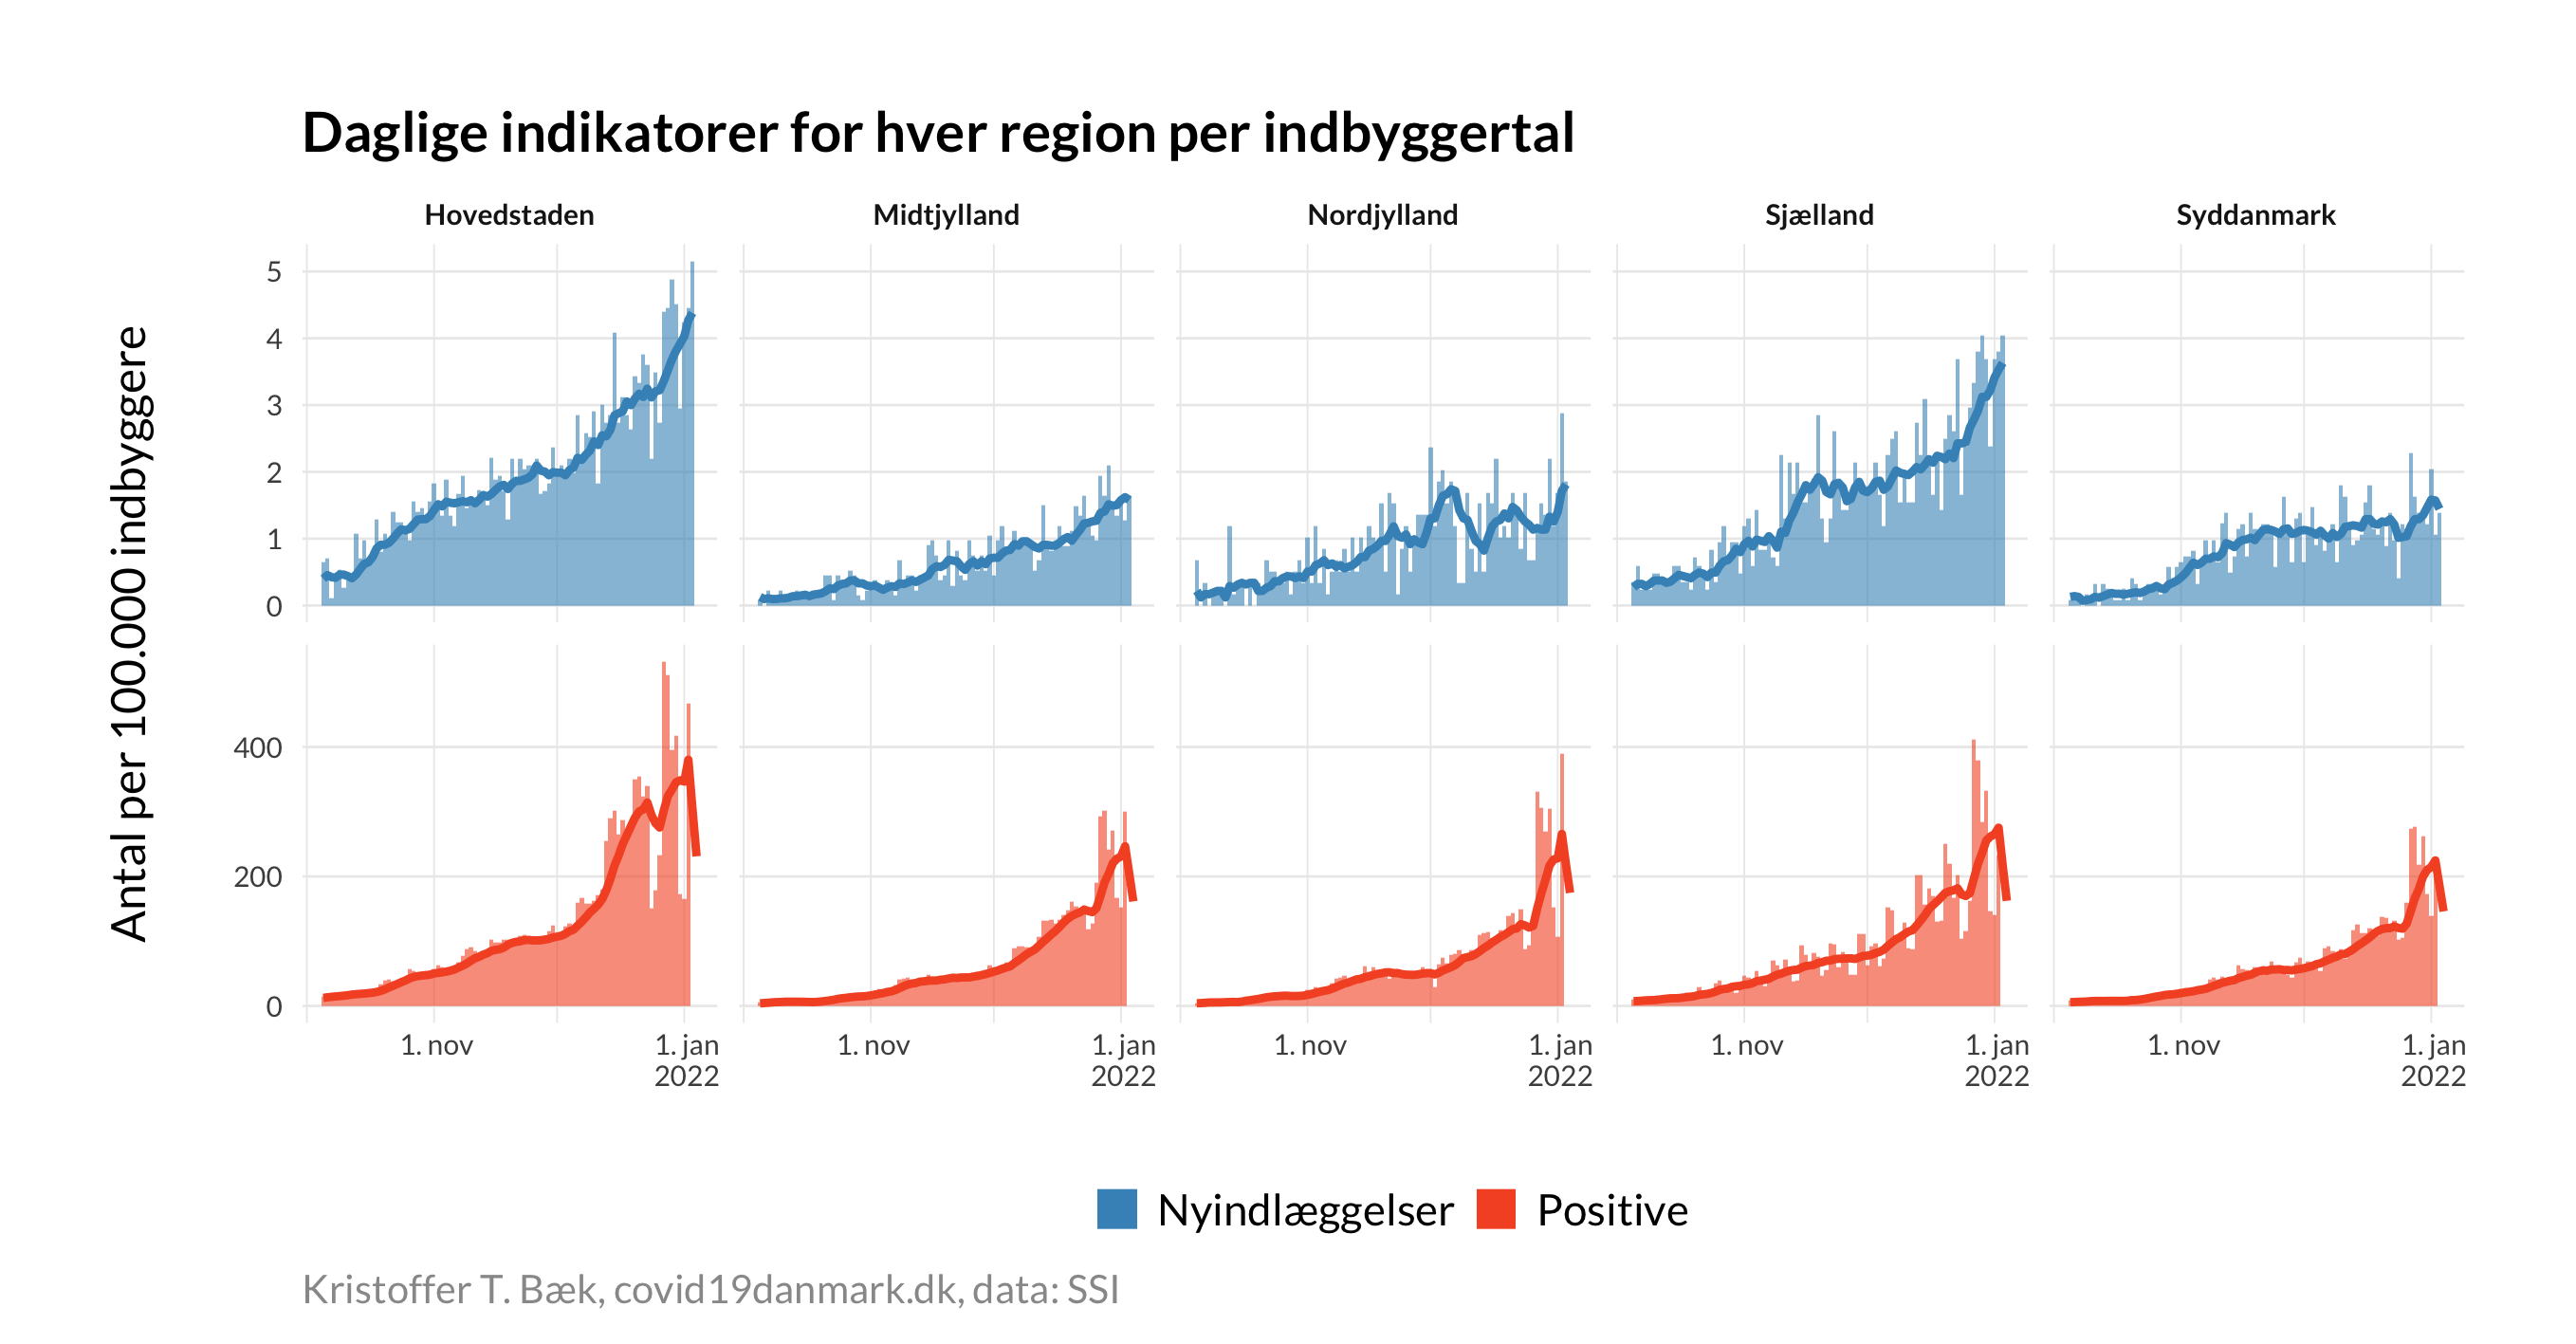 Daglige indikatorer for hver region per indbyggertal
Hovedstaden Midtjylland Nordjylland Sjælland Syddanmark
Antal per 100.000 indbyggere
5
4
3
2
1
0
400
200
0
1. nov 1. jan 1. nov 1. jan 1. nov 1. jan 1. nov 1. jan 1. nov 1. jan
2022 2022 2022 2022 2022
Nyindlæggelser Positive
Kristoffer T. Bæk, covid19danmark.dk, data: SSI